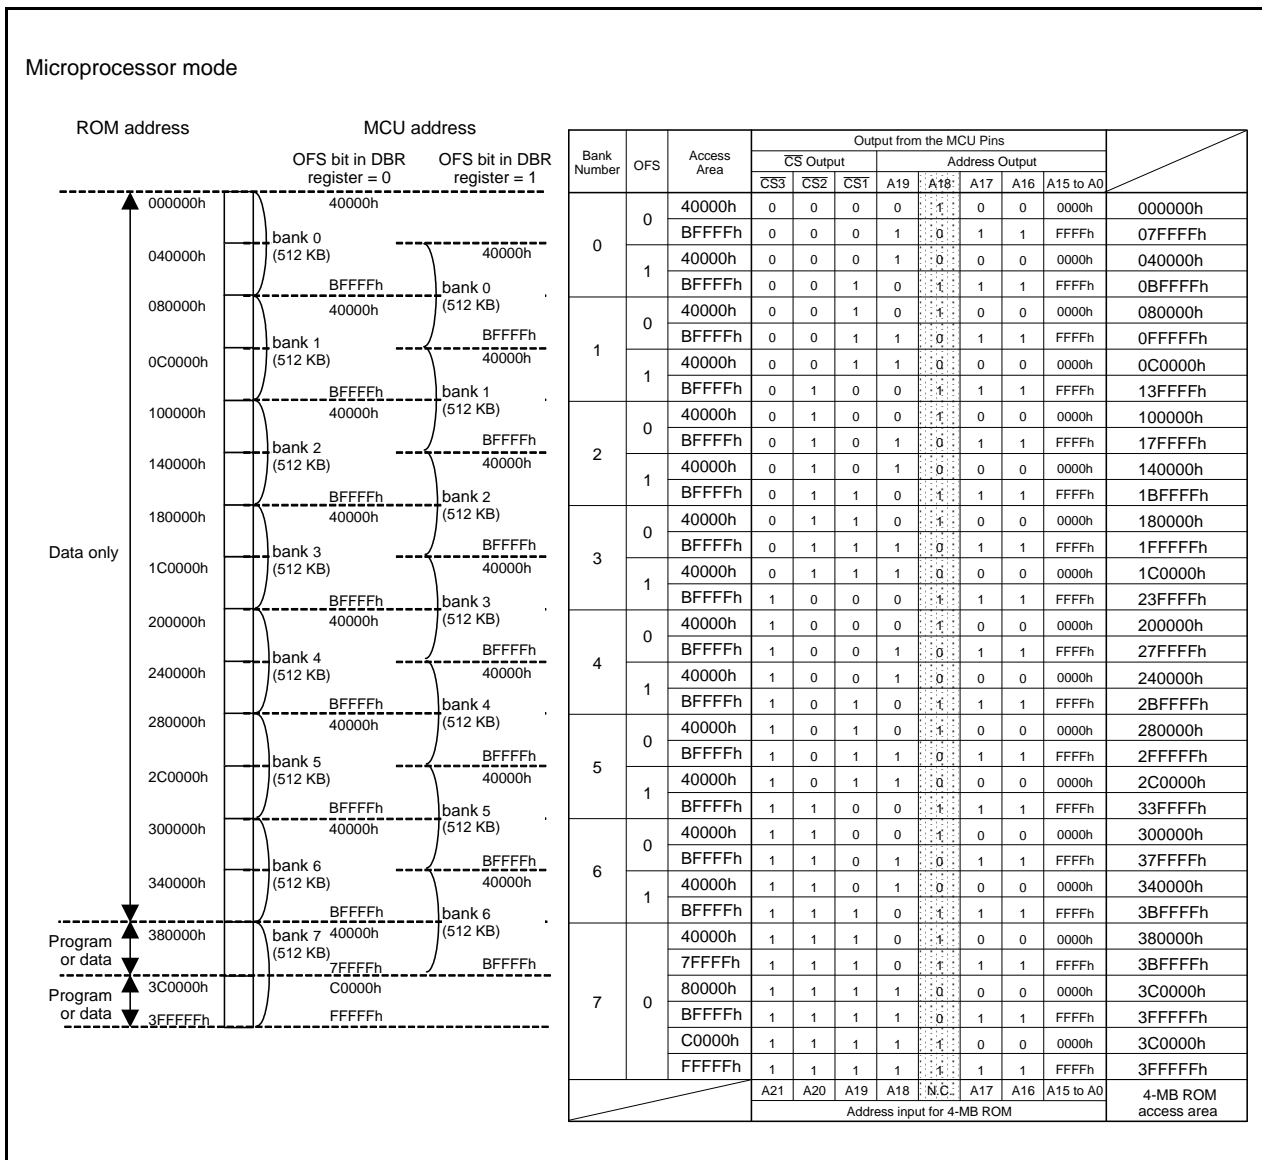 Microprocessor mode
ROM address MCU address
OFS bit in DBR register = 0
OFS bit in DBR register = 1
000000h 40000h
bank 0 (512 KB)
040000h 40000h
BFFFFh bank 0 (512 KB)
080000h 40000h
bank 1 (512 KB) BFFFFh
0C0000h 40000h
BFFFFh bank 1 (512 KB)
100000h 40000h
bank 2 (512 KB) BFFFFh
140000h 40000h
BFFFFh bank 2 (512 KB)
180000h 40000h
Data only
bank 3 (512 KB) BFFFFh
1C0000h 40000h
BFFFFh bank 3 (512 KB)
200000h 40000h
bank 4 (512 KB) BFFFFh
240000h 40000h
BFFFFh bank 4 (512 KB)
280000h 40000h
bank 5 (512 KB) BFFFFh
2C0000h 40000h
BFFFFh bank 5 (512 KB)
300000h 40000h
bank 6 (512 KB) BFFFFh
340000h 40000h
BFFFFh bank 6 (512 KB)
Program or data
380000h bank 7 (512 KB) 40000h
7FFFFh BFFFFh
Program or data
3C0000h C0000h
3FFFFFh FFFFFh
Output from the MCU Pins
Bank Number OFS Access Area CS Output Address Output
CS3 CS2 CS1 A19 A18 A17 A16 A15 to A0
0 0 40000h 0 0 0 0 1 0 0 0000h 000000h
BFFFFh 0 0 0 1 0 1 1 FFFFh 07FFFFh
1 40000h 0 0 0 1 0 0 0 0000h 040000h
BFFFFh 0 0 1 0 1 1 1 FFFFh 0BFFFFh
1 0 40000h 0 0 1 0 1 0 0 0000h 080000h
BFFFFh 0 0 1 1 0 1 1 FFFFh 0FFFFFh
1 40000h 0 0 1 1 0 0 0 0000h 0C0000h
BFFFFh 0 1 0 0 1 1 1 FFFFh 13FFFFh
2 0 40000h 0 1 0 0 1 0 0 0000h 100000h
BFFFFh 0 1 0 1 0 1 1 FFFFh 17FFFFh
1 40000h 0 1 0 1 0 0 0 0000h 140000h
BFFFFh 0 1 1 0 1 1 1 FFFFh 1BFFFFh
3 0 40000h 0 1 1 0 1 0 0 0000h 180000h
BFFFFh 0 1 1 1 0 1 1 FFFFh 1FFFFFh
1 40000h 0 1 1 1 0 0 0 0000h 1C0000h
BFFFFh 1 0 0 0 1 1 1 FFFFh 23FFFFh
4 0 40000h 1 0 0 0 1 0 0 0000h 200000h
BFFFFh 1 0 0 1 0 1 1 FFFFh 27FFFFh
1 40000h 1 0 0 1 0 0 0 0000h 240000h
BFFFFh 1 0 1 0 1 1 1 FFFFh 2BFFFFh
5 0 40000h 1 0 1 0 1 0 0 0000h 280000h
BFFFFh 1 0 1 1 0 1 1 FFFFh 2FFFFFh
1 40000h 1 0 1 1 0 0 0 0000h 2C0000h
BFFFFh 1 1 0 0 1 1 1 FFFFh 33FFFFh
6 0 40000h 1 1 0 0 1 0 0 0000h 300000h
BFFFFh 1 1 0 1 0 1 1 FFFFh 37FFFFh
1 40000h 1 1 0 1 0 0 0 0000h 340000h
BFFFFh 1 1 1 0 1 1 1 FFFFh 3BFFFFh
7 0 40000h 1 1 1 0 1 0 0 0000h 380000h
7FFFFh 1 1 1 0 1 1 1 FFFFh 3BFFFFh
80000h 1 1 1 1 0 0 0 0000h 3C0000h
BFFFFh 1 1 1 1 0 1 1 FFFFh 3FFFFFh
C0000h 1 1 1 1 1 0 0 0000h 3C0000h
FFFFFh 1 1 1 1 1 1 1 FFFFh 3FFFFFh
A21 A20 A19 A18 N.C. A17 A16 A15 to A0 4-MB ROM access area
Address input for 4-MB ROM